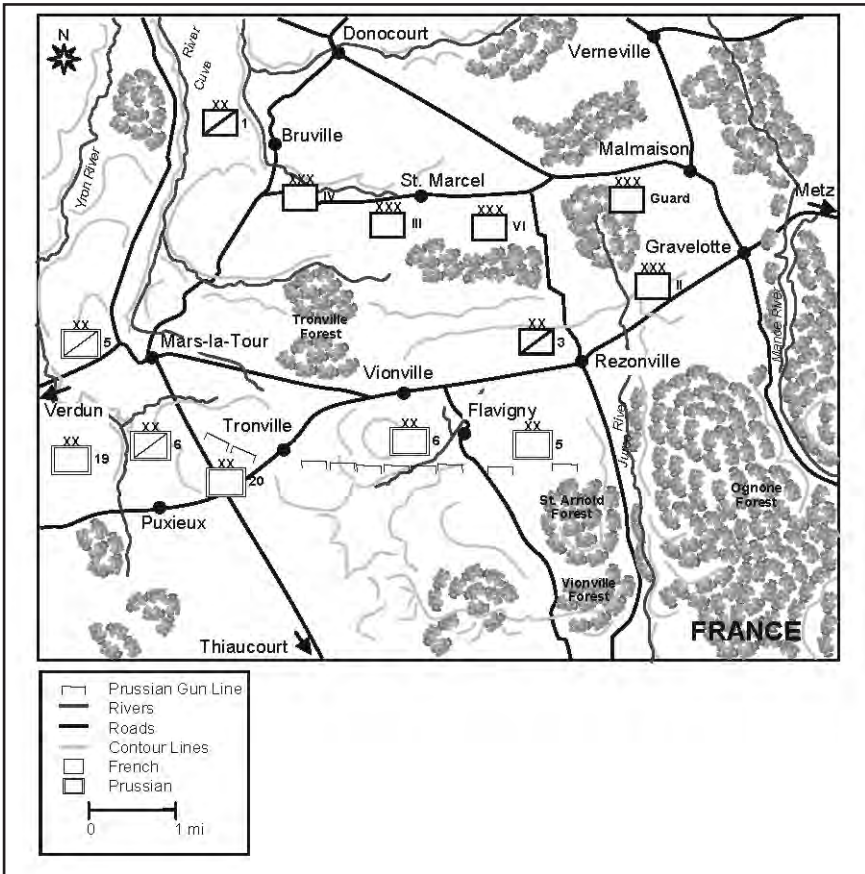 Donocourt
Verneville
N
River
Cuva
XX
1
Bruville
Malmaison
Yron River
XXX
IV
St. Marcel
XXX
III
XXX
VI
XXX
Guard
Metz
Gravelotte
XXX
II
Mance River
Tronville
Forest
XX
5
Mars-la-Tour
XX
3
Rezonville
Vionville
Verdun
Tronville
Flavigny
XX
6
XX
5
XX
19
XX
6
XX
20
Puxieux
St. Arnold
Forest
Ognone
Forest
Vionville
Forest
Thiaucourt
FRANCE
Prussian Gun Line
Rivers
Roads
Contour Lines
French
Prussian
0 1 mi